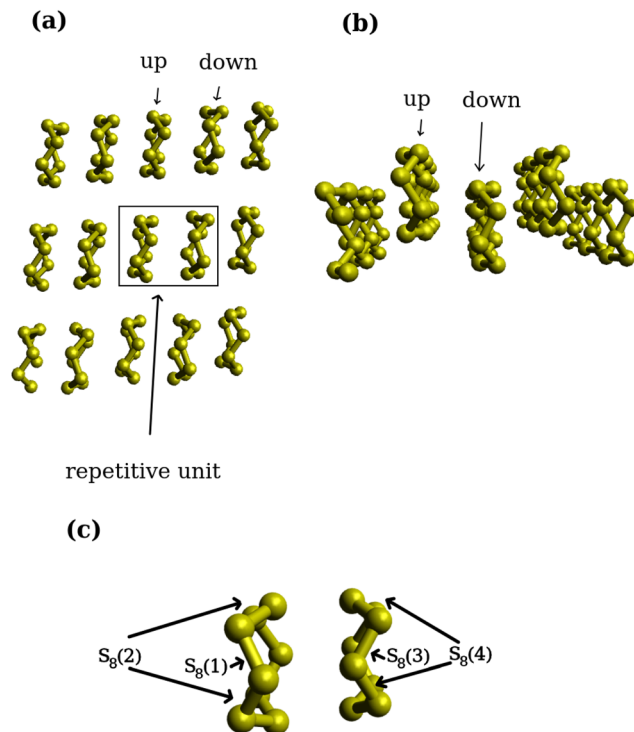 (a)
(b)
up
down
up
down
repetitive unit
(c)
S₈(2)
S₈(1)
S₈(3)
S₈(4)